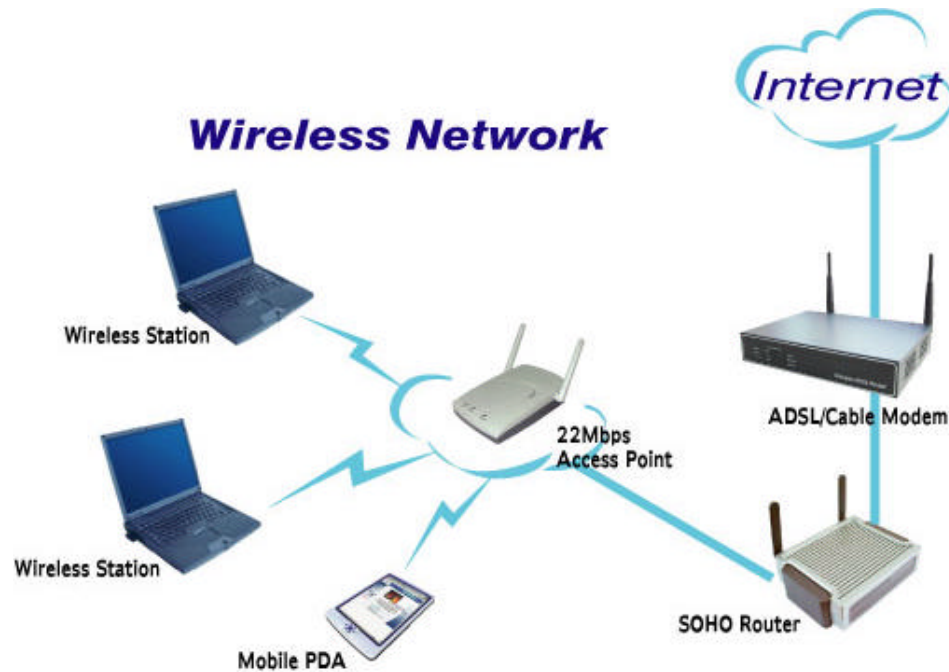 Internet
Wireless Network
Wireless Station
ADSL/Cable Modem
22Mbps
Access Point
Wireless Station
SOHO Router
Mobile PDA